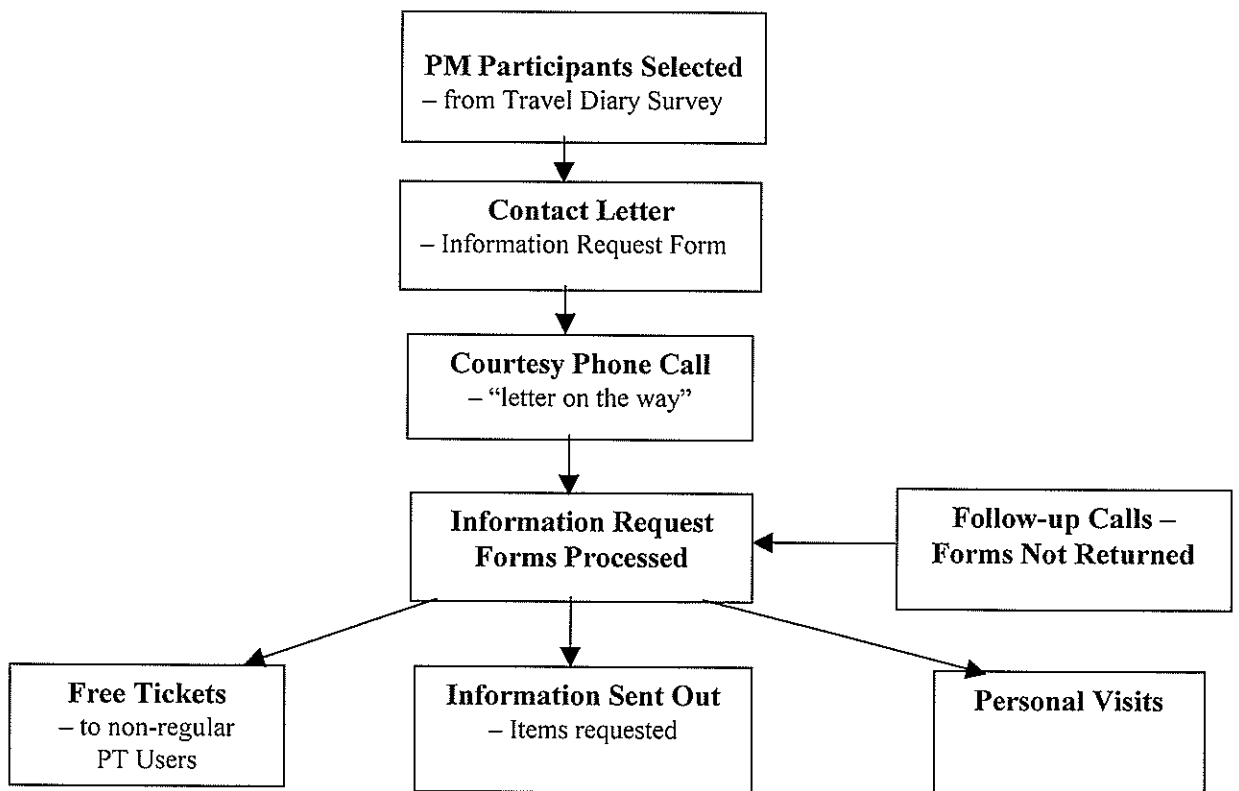 PM Participants Selected
– from Travel Diary Survey
Contact Letter
– Information Request Form
Courtesy Phone Call
– “letter on the way”
Information Request
Forms Processed
Follow-up Calls –
Forms Not Returned
Free Tickets
– to non-regular
PT Users
Information Sent Out
– Items requested
Personal Visits